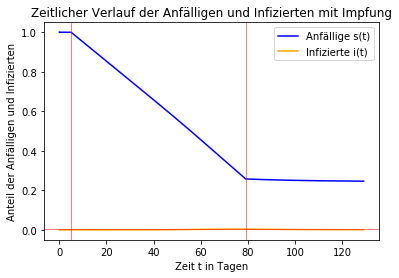 Zeitlicher Verlauf der Anfälligen und Infizierten mit Impfung
Anteil der Anfälligen und Infizierten
1.0
0.8
0.6
0.4
0.2
0.0
Anfällige s(t)
Infizierte i(t)
0 20 40 60 80 100 120
Zeit t in Tagen